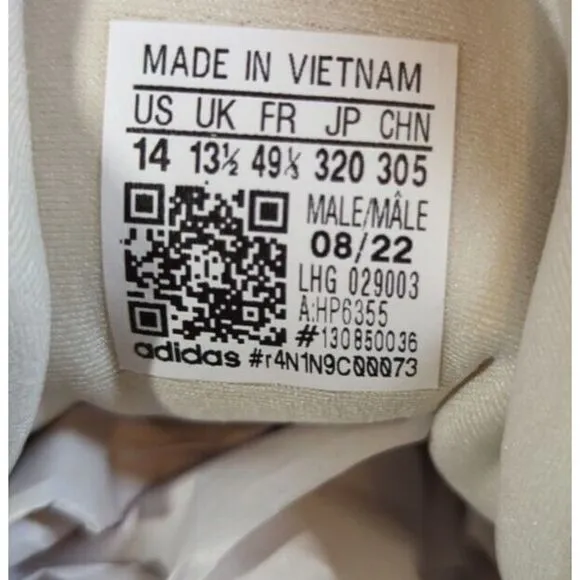 MADE IN VIETNAM
US UK FR JP CHN
14 13½ 49⅓ 320 305
MALE/MÂLE
08/22
LHG 029003
A:HP6355
#130850036
adidas #r4N1N9C00073